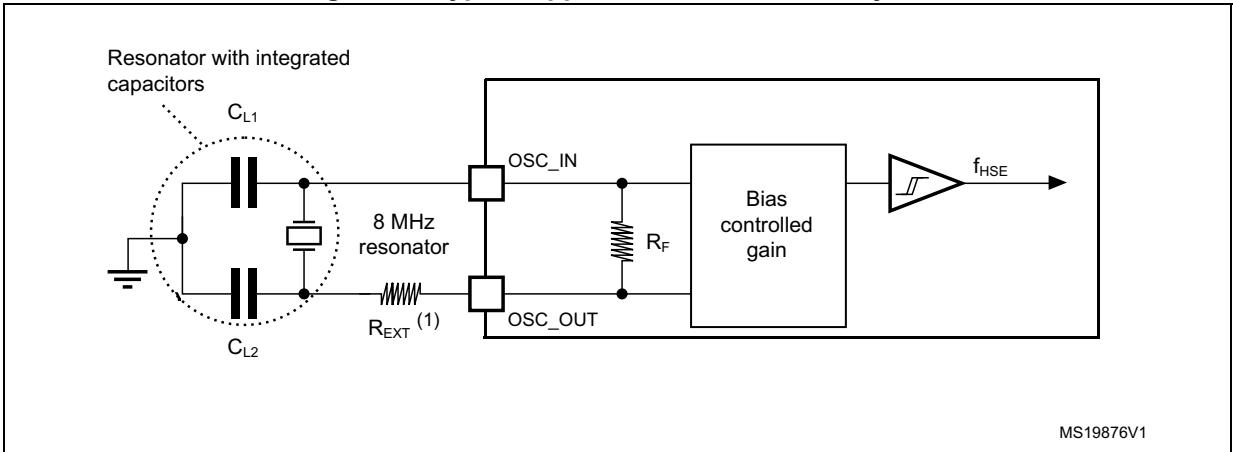 Resonator with integrated
capacitors
CL1
OSC_IN
fHSE
8 MHz
resonator
RF
Bias
controlled
gain
REXT (1)
OSC_OUT
CL2
MS19876V1